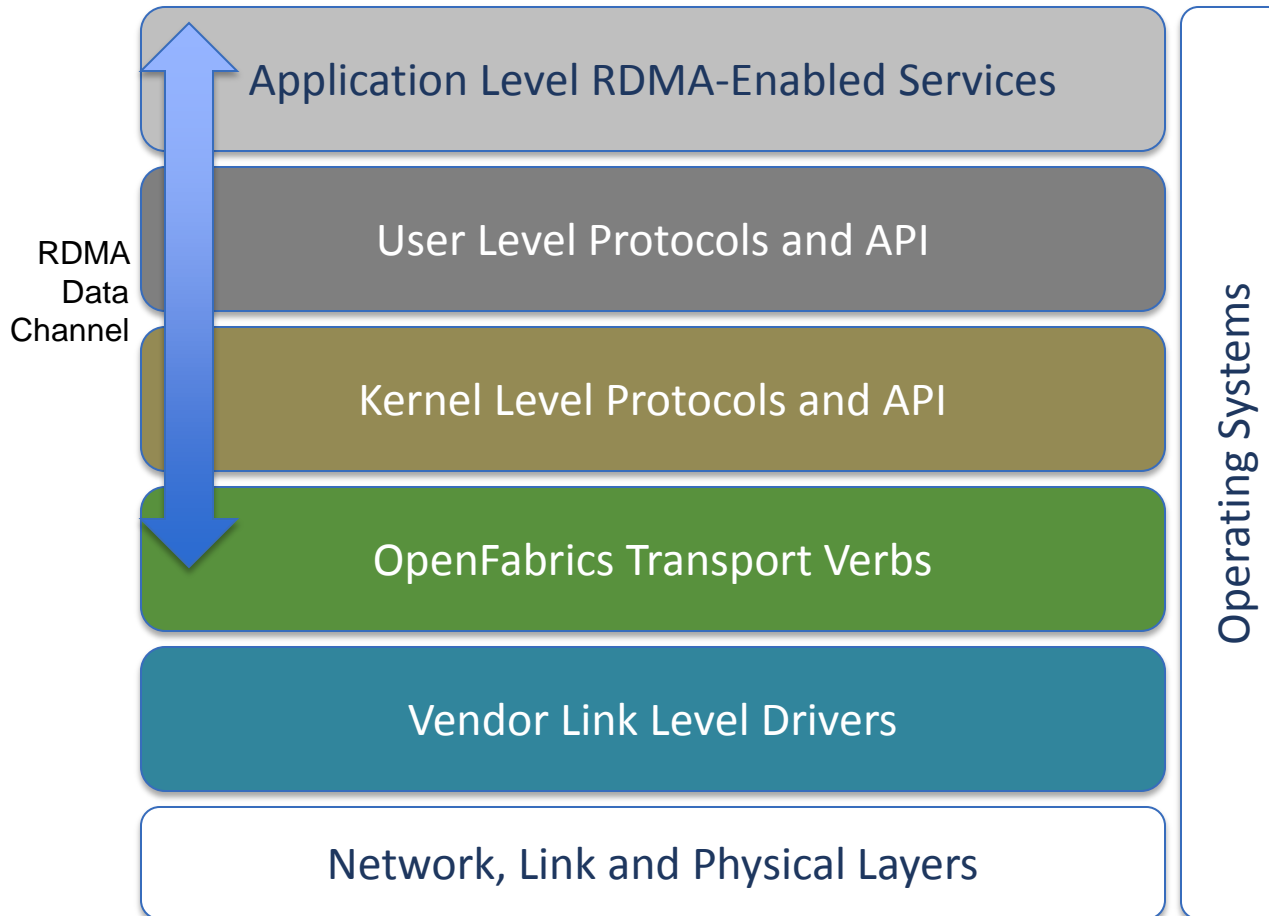 Application Level RDMA-Enabled Services
User Level Protocols and API
RDMA
Data
Channel
Kernel Level Protocols and API
OpenFabrics Transport Verbs
Vendor Link Level Drivers
Network, Link and Physical Layers
Operating Systems